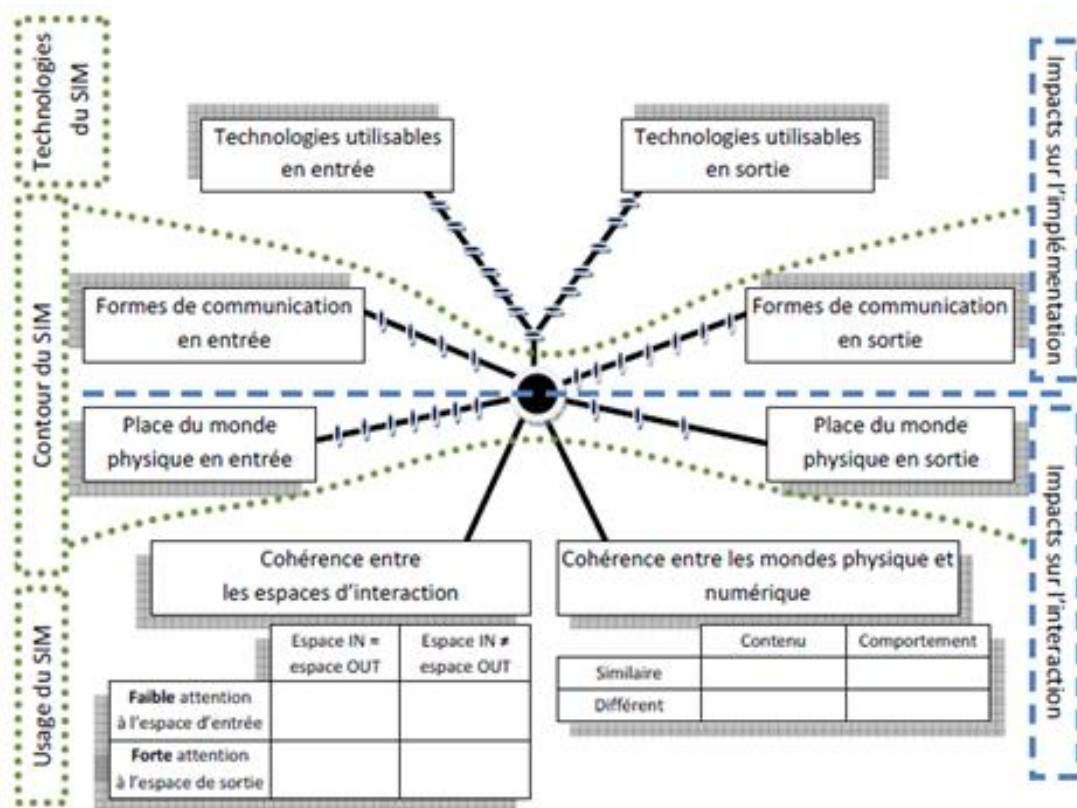 Technologies
du SIM
Technologies utilisables
en entrée
Technologies utilisables
en sortie
Impacts sur l'implémentation
Contour du SIM
Formes de communication
en entrée
Formes de communication
en sortie
Place du monde
physique en entrée
Place du monde
physique en sortie
Impacts sur l'interaction
Usage du SIM
Cohérence entre
les espaces d'interaction
Cohérence entre les mondes physique et
numérique
Espace IN =
espace OUT
Espace IN ≠
espace OUT
Faible attention
à l'espace d'entrée
Forte attention
à l'espace de sortie
Contenu
Comportement
Similaire
Différent